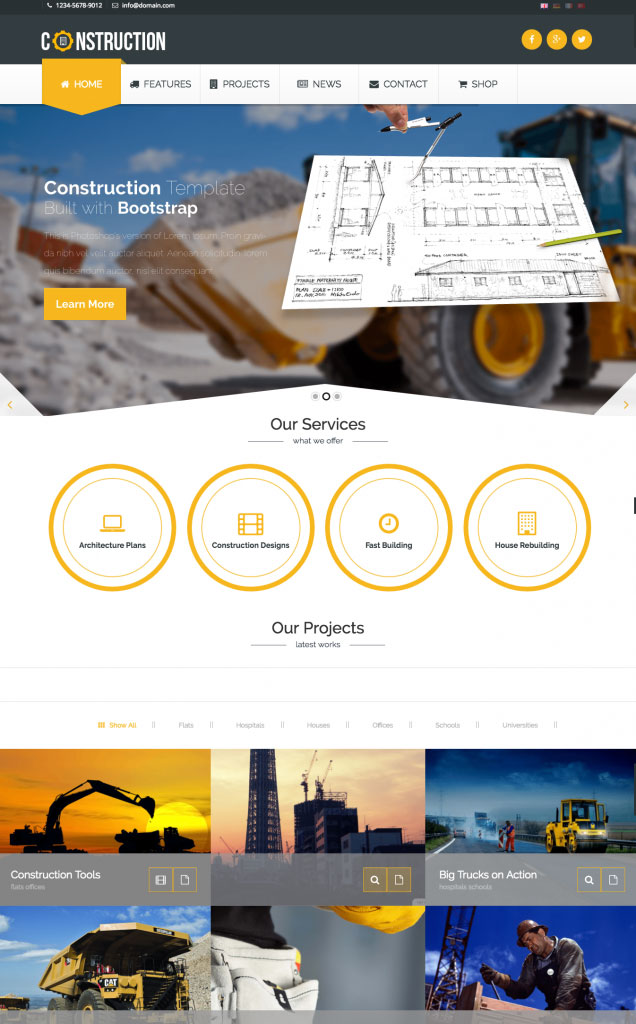 1234-5678-9012 info@domain.com
CONSTRUCTION
HOME FEATURES PROJECTS NEWS CONTACT SHOP
Construction Template
Built with Bootstrap
This is Photoshop's version of Lorem Ipsum. Proin gravi-
da nibh vel velit auctor aliquet. Aenean sollicitudin, lorem
quis bibendum auctor, nisi elit consequat.
Learn More
Our Services
what we offer
Architecture Plans Construction Designs Fast Building House Rebuilding
Our Projects
latest works
Show All Flats Hospitals Houses Offices Schools Universities
Construction Tools
flats offices
Big Trucks on Action
hospitals schools
CAT